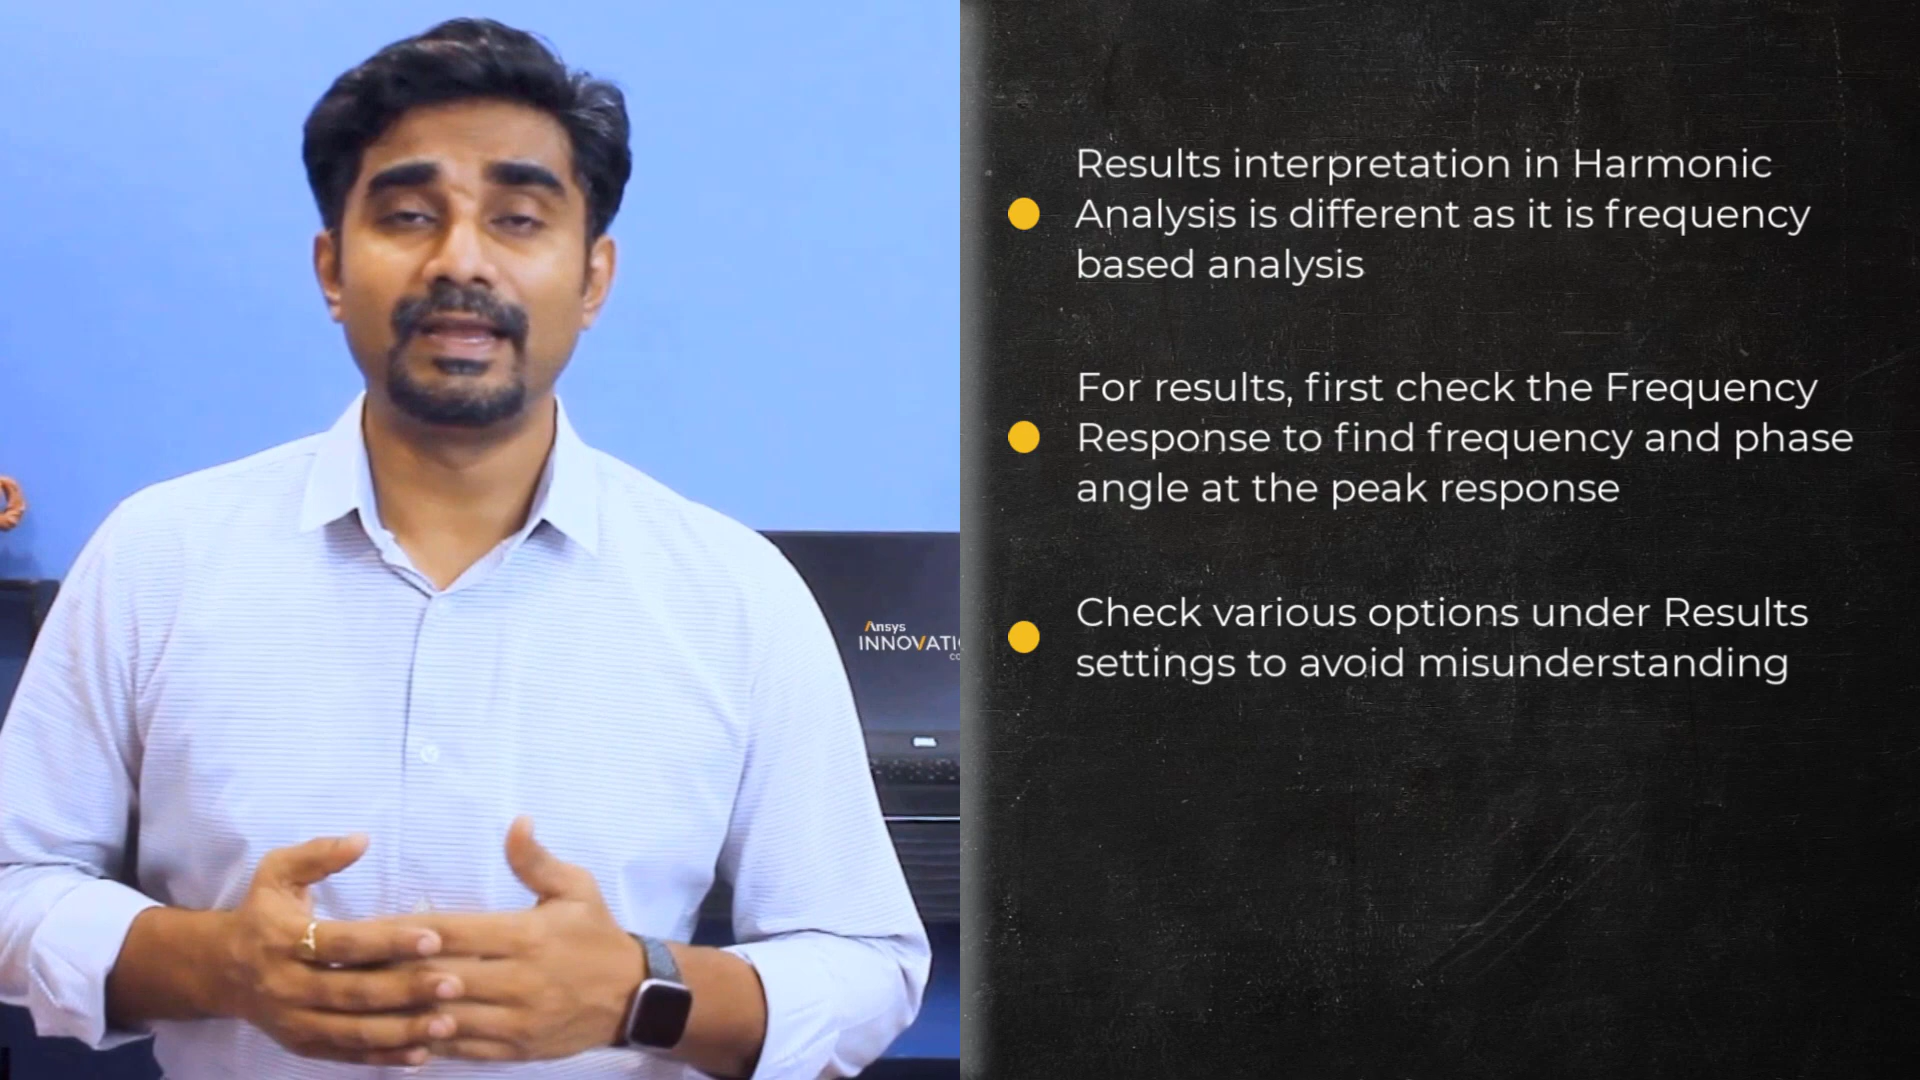 Results interpretation in Harmonic
Analysis is different as it is frequency
based analysis
For results, first check the Frequency
Response to find frequency and phase
angle at the peak response
Check various options under Results
settings to avoid misunderstanding
Ansys
INNOVATI
CO
DELL